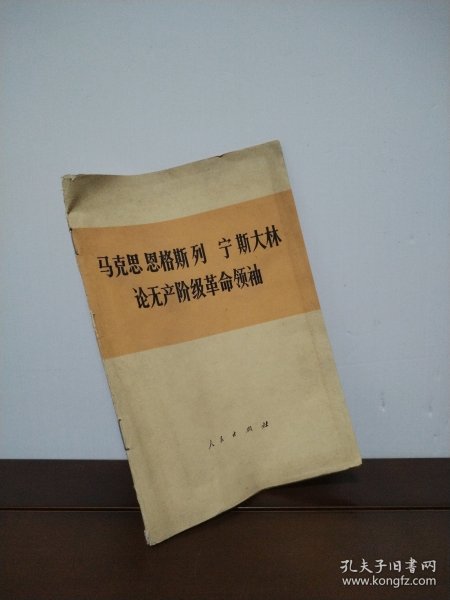 马克思 恩格斯 列 宁 斯大林
论无产阶级革命领袖
人民出版社
孔夫子旧书网
www.kongfz.com